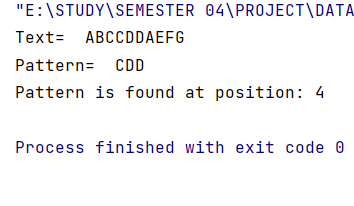 "E:\STUDY\SEMESTER 04\PROJECT\DATA
Text=  ABCCDDAEFG
Pattern=  CDD
Pattern is found at position: 4
Process finished with exit code 0